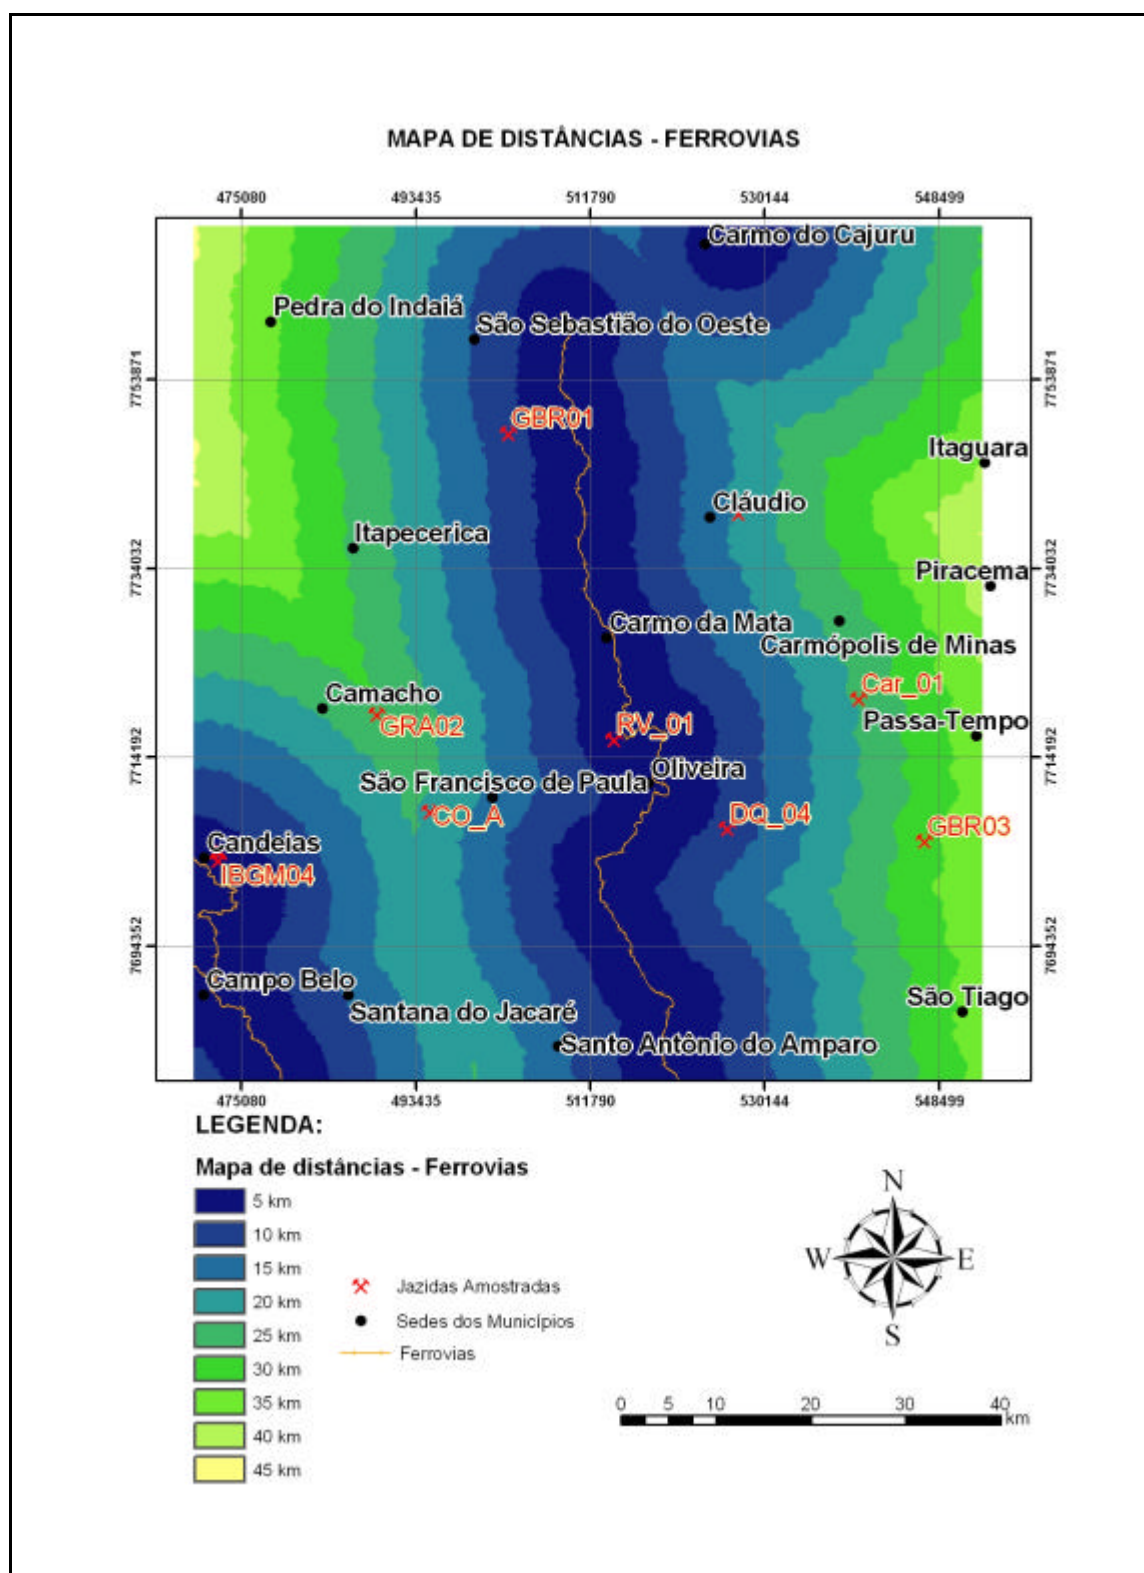 MAPA DE DISTÂNCIAS - FERROVIAS
475080 493435 511790 530144 548499
Carmo do Cajuru
Pedra do Indaiá
São Sebastião do Oeste
7753871 7753871
GBR01
Itaguara
Cláudio
Itapecerica
7734032 7734032
Piracema
Carmo da Mata
Carmópolis de Minas
Car_01
Camacho
GRA02
RV_01
Passa-Tempo
7714192 7714192
Oliveira
São Francisco de Paula
CO_A
DQ_04
GBR03
Candeias
IBGM04
7694352 7694352
Campo Belo
São Tiago
Santana do Jacaré
Santo Antônio do Amparo
475080 493435 511790 530144 548499
LEGENDA:
Mapa de distâncias - Ferrovias
5 km
10 km
15 km
20 km
25 km
30 km
35 km
40 km
45 km
Jazidas Amostradas
Sedes dos Municípios
Ferrovias
N
W E
S
0 5 10 20 30 40
km